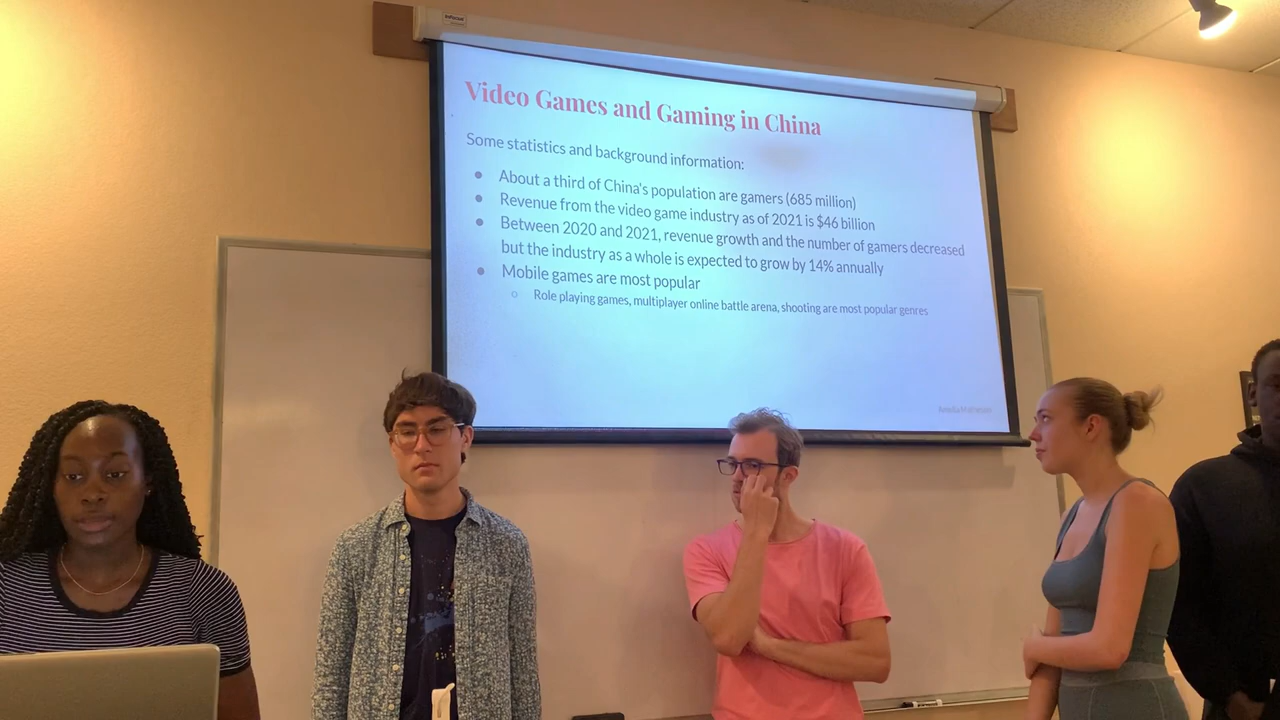 InFocus
Video Games and Gaming in China
Some statistics and background information:
● About a third of China's population are gamers (685 million)
● Revenue from the video game industry as of 2021 is $46 billion
● Between 2020 and 2021, revenue growth and the number of gamers decreased
but the industry as a whole is expected to grow by 14% annually
● Mobile games are most popular
○ Role playing games, multiplayer online battle arena, shooting are most popular genres